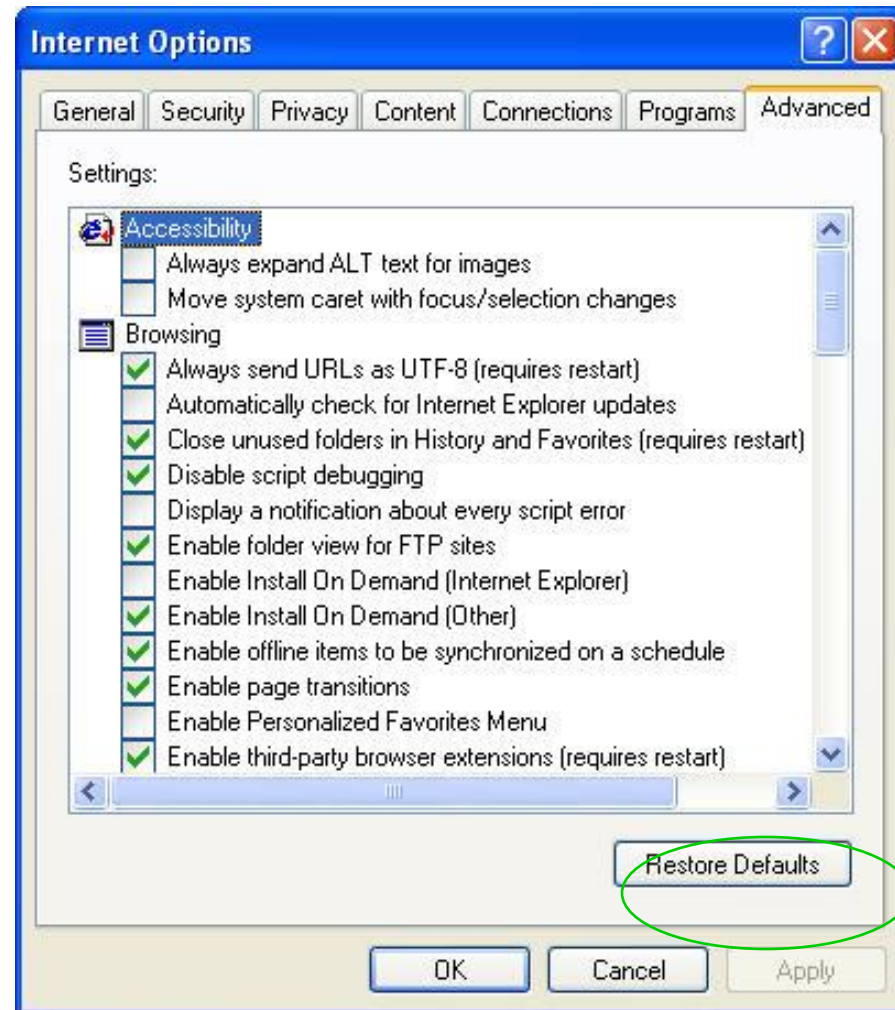 Internet Options
General Security Privacy Content Connections Programs Advanced
Settings:
Accessibility
Always expand ALT text for images
Move system caret with focus/selection changes
Browsing
Always send URLs as UTF-8 (requires restart)
Automatically check for Internet Explorer updates
Close unused folders in History and Favorites (requires restart)
Disable script debugging
Display a notification about every script error
Enable folder view for FTP sites
Enable Install On Demand (Internet Explorer)
Enable Install On Demand (Other)
Enable offline items to be synchronized on a schedule
Enable page transitions
Enable Personalized Favorites Menu
Enable third-party browser extensions (requires restart)
Restore Defaults
OK Cancel Apply